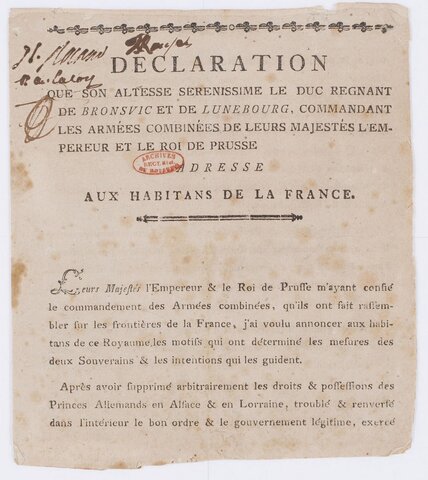 DECLARATION
QUE SON ALTESSE SERENISSIME LE DUC REGNANT
DE BRONSVIC ET DE LUNEBOURG, COMMANDANT
LES ARMÉES COMBINÉES DE LEURS MAJESTÉS L'EM-
PEREUR ET LE ROI DE PRUSSE
ADRESSE
ARCHIVES
AUX HABITANS DE LA FRANCE.
Leurs Majestés l'Empereur & le Roi de Prusse m'ayant confié
le commandement des Armées combinées, qu'ils ont fait rassem-
bler sur les frontières de la France, j'ai voulu annoncer aux habi-
tans de ce Royaume, les motifs qui ont déterminé les mesures des
deux Souverains & les intentions qui les guident.
Après avoir supprimé arbitrairement les droits & possessions des
Princes Allemands en Alsace & en Lorraine, troublé & renversé
dans l'intérieur le bon ordre & le gouvernement légitime, exercé